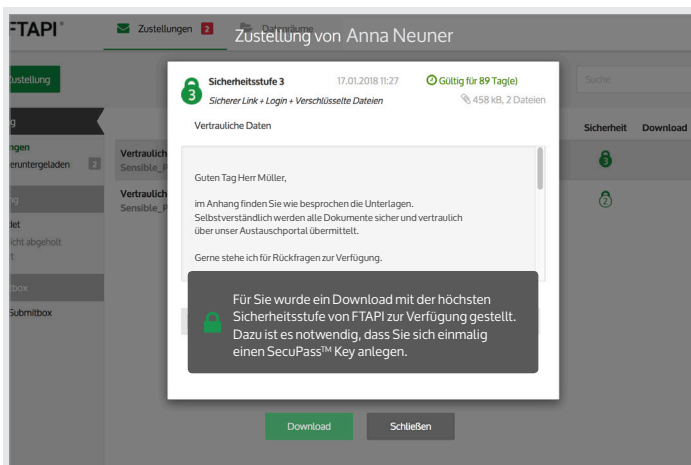 FTAPI®
Zustellungen 2
Datenräume
Zustellung von Anna Neuner
Zustellung
Suche
Sicherheitsstufe 3
17.01.2018 11:27
Gültig für 89 Tag(e)
3
Sicherer Link + Login + Verschlüsselte Dateien
458 kB, 2 Dateien
Vertrauliche Daten
Sicherheit Download
Vertraulich
Sensible_P
2
3
Vertraulich
Sensible_P
2
Guten Tag Herr Müller,
im Anhang finden Sie wie besprochen die Unterlagen.
Selbstverständlich werden alle Dokumente sicher und vertraulich
über unser Austauschportal übermittelt.
Gerne stehe ich für Rückfragen zur Verfügung.
Submitbox
Für Sie wurde ein Download mit der höchsten
Sicherheitsstufe von FTAPI zur Verfügung gestellt.
Dazu ist es notwendig, dass Sie sich einmalig
einen SecuPass™ Key anlegen.
Download
Schließen